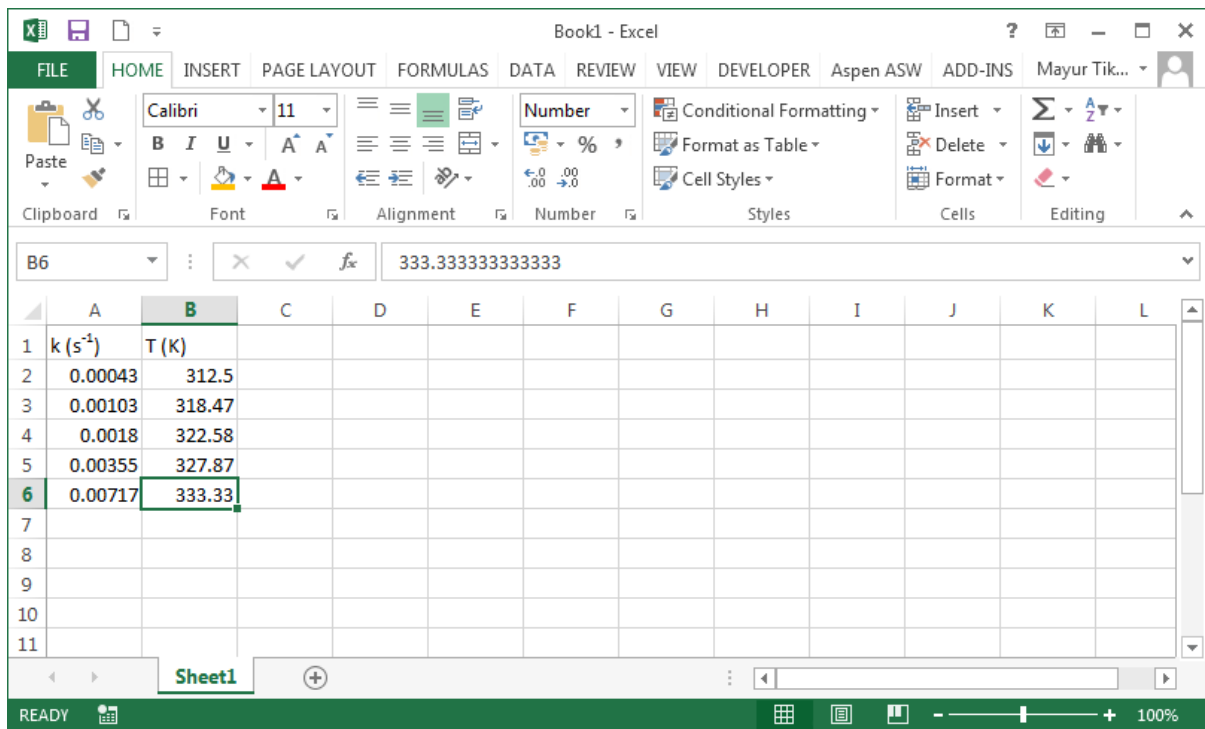 Book1 - Excel ?
FILE HOME INSERT PAGE LAYOUT FORMULAS DATA REVIEW VIEW DEVELOPER Aspen ASW ADD-INS Mayur Tik...
Calibri 11 Number Conditional Formatting Insert
Paste B I U A A % Format as Table Delete
A Cell Styles Format
Clipboard Font Alignment Number Styles Cells Editing
B6 fx 333.333333333333
A B C D E F G H I J K L
1 k (s⁻¹) T (K)
2 0.00043 312.5
3 0.00103 318.47
4 0.0018 322.58
5 0.00355 327.87
6 0.00717 333.33
7
8
9
10
11
Sheet1
READY 100%